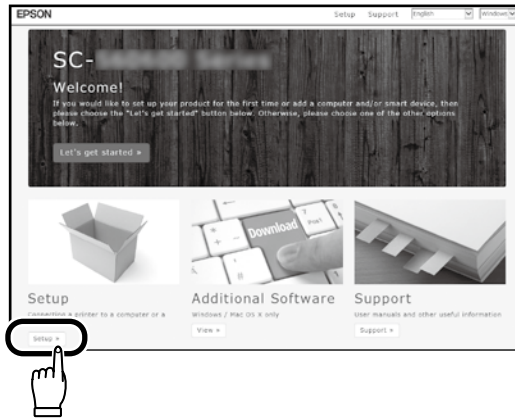 EPSON
Setup Support English Windows
SC-
Welcome!
If you would like to set up your product for the first time or add a computer and/or smart device, then
please choose the "Let's get started" button below. Otherwise, please choose one of the other options
below.
Let's get started »
Download
Setup
Additional Software
Support
Connecting a printer to a computer or a
Windows / Mac OS X only
User manuals and other useful information
Setup »
View »
Support »